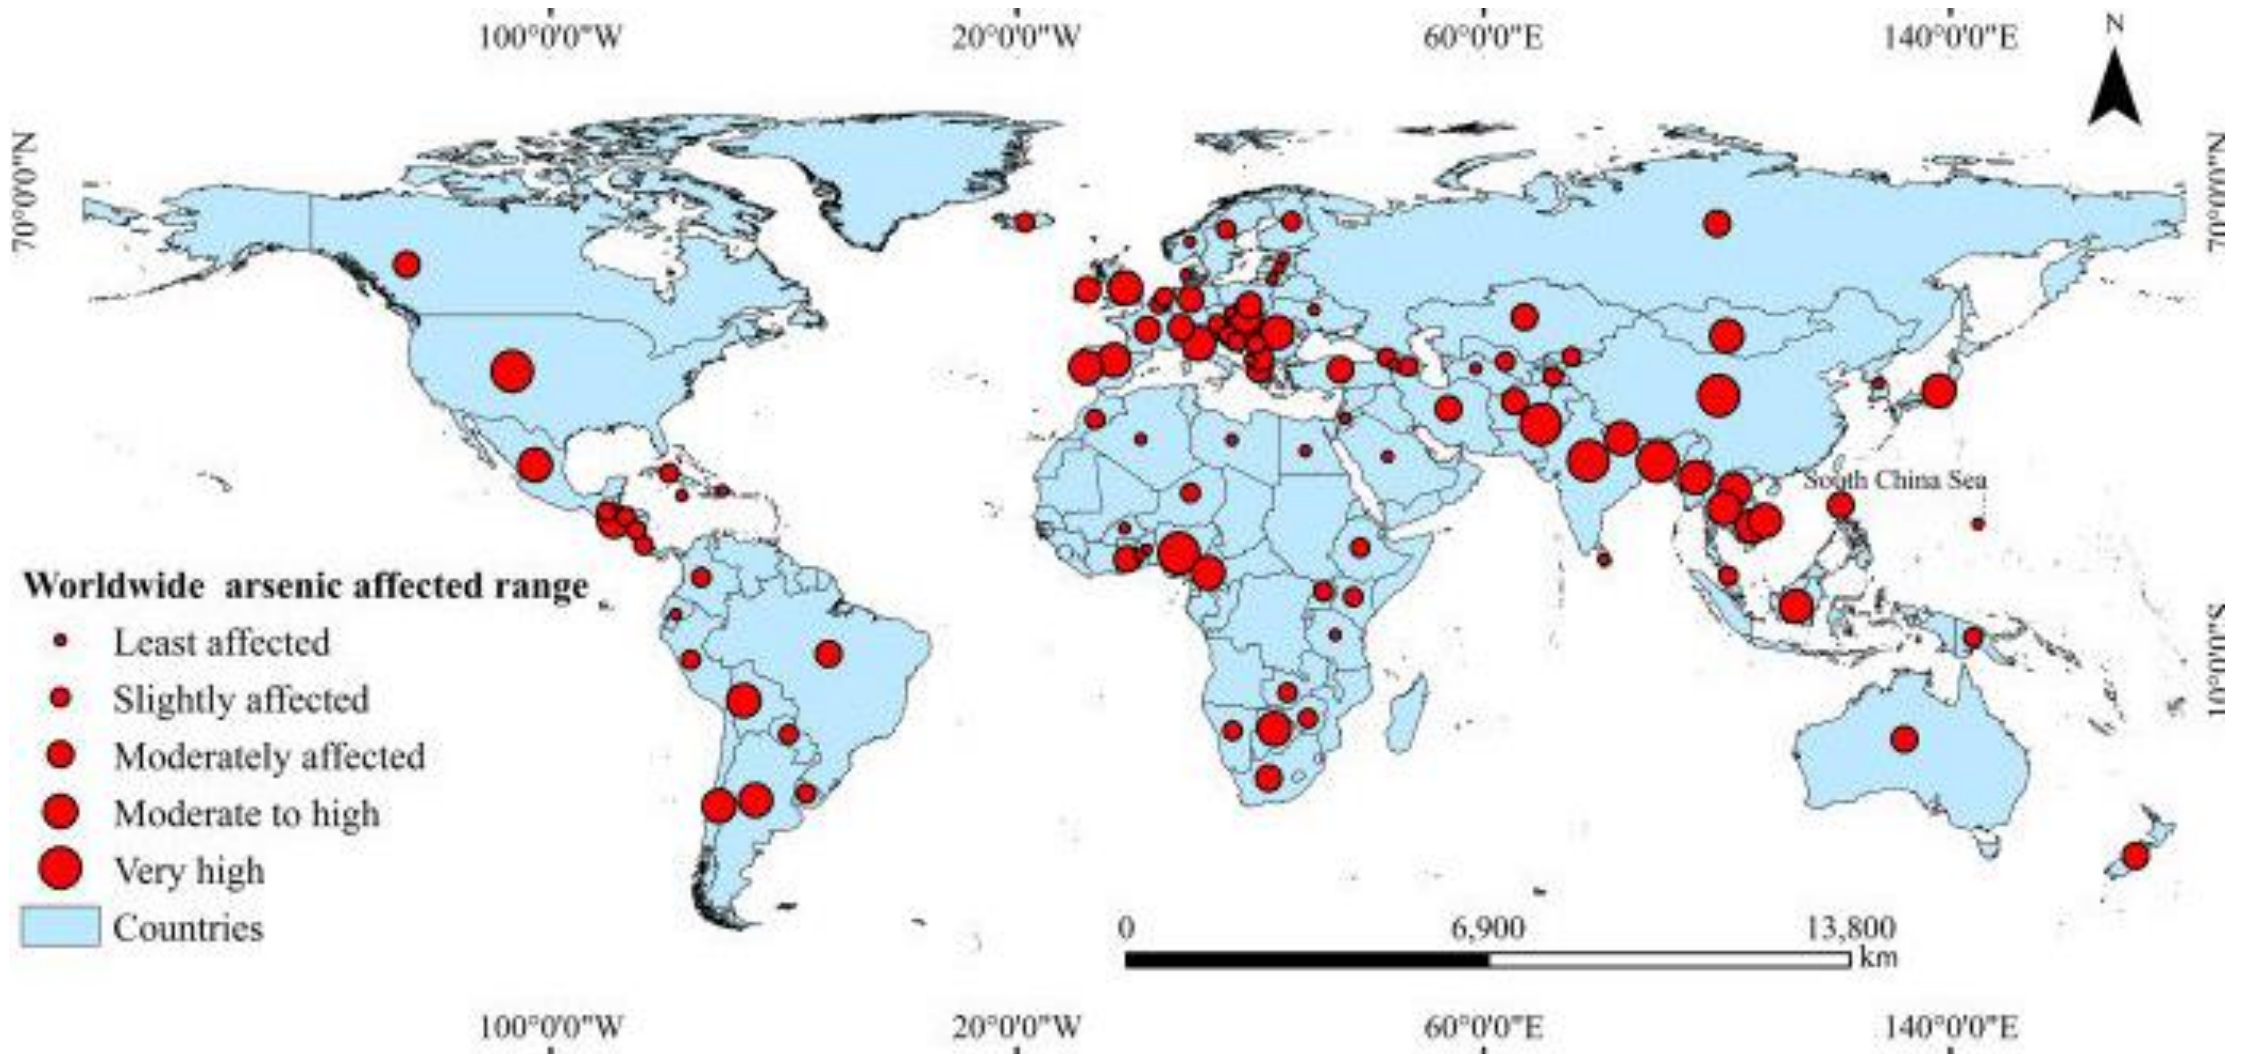 100°0'0"W 20°0'0"W 60°0'0"E 140°0'0"E
N
70°0'0"N
70°0'0"N
South China Sea
Worldwide arsenic affected range
Least affected
Slightly affected
Moderately affected
Moderate to high
Very high
Countries
10°0'0"S
0 6,900 13,800
km
100°0'0"W 20°0'0"W 60°0'0"E 140°0'0"E